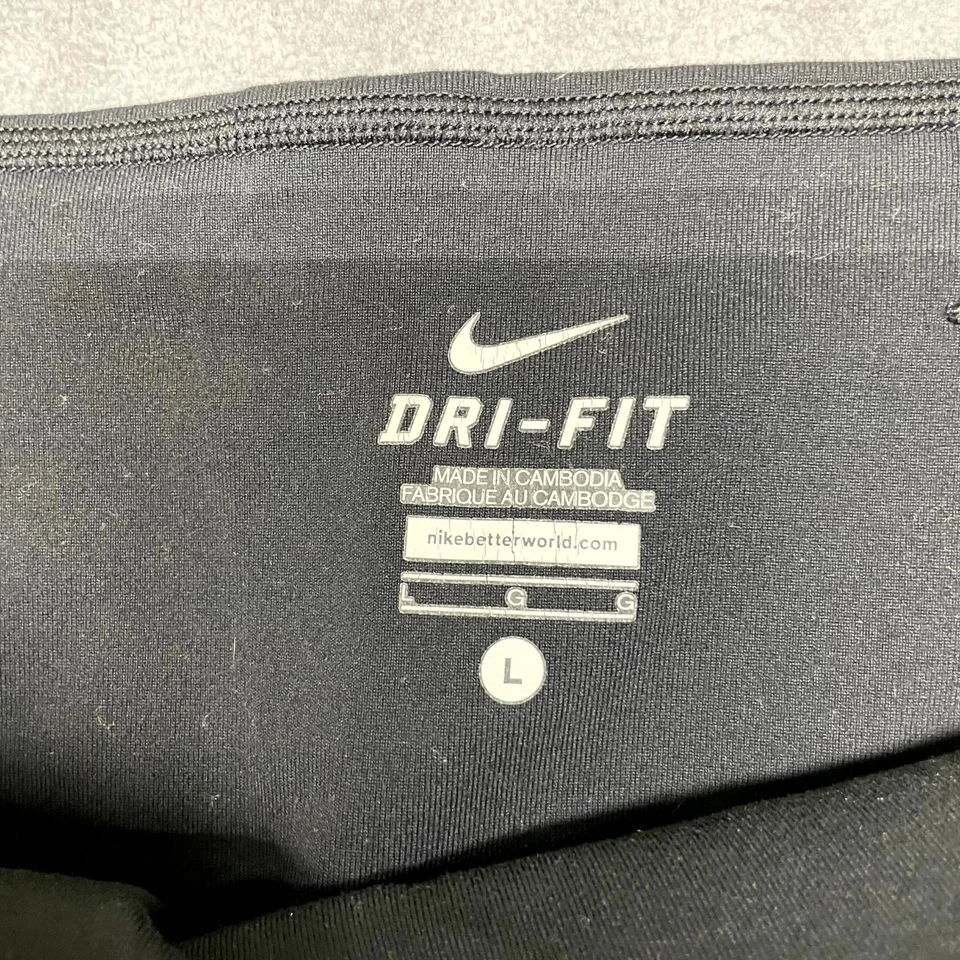 DRI-FIT
MADE IN CAMBODIA
FABRIQUE AU CAMBODGE
nikebetterworld.com
L G G
L